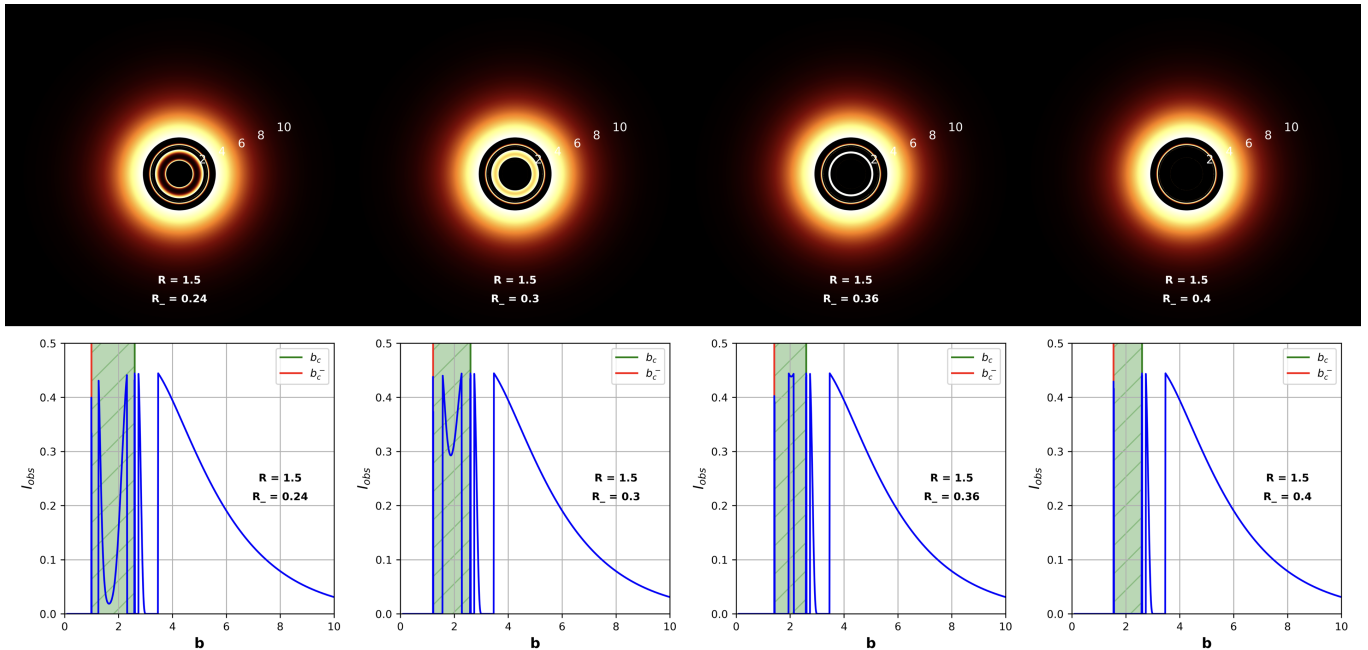 2 4 6 8 10
R = 1.5
R_ = 0.24
2 4 6 8 10
R = 1.5
R_ = 0.3
2 4 6 8 10
R = 1.5
R_ = 0.36
2 4 6 8 10
R = 1.5
R_ = 0.4
0.5
0.4
0.3
0.2
0.1
0.0
I_obs
b_c
b_c^−
R = 1.5
R_ = 0.24
0 2 4 6 8 10
b
0.5
0.4
0.3
0.2
0.1
0.0
I_obs
b_c
b_c^−
R = 1.5
R_ = 0.3
0 2 4 6 8 10
b
0.5
0.4
0.3
0.2
0.1
0.0
I_obs
b_c
b_c^−
R = 1.5
R_ = 0.36
0 2 4 6 8 10
b
0.5
0.4
0.3
0.2
0.1
0.0
I_obs
b_c
b_c^−
R = 1.5
R_ = 0.4
0 2 4 6 8 10
b